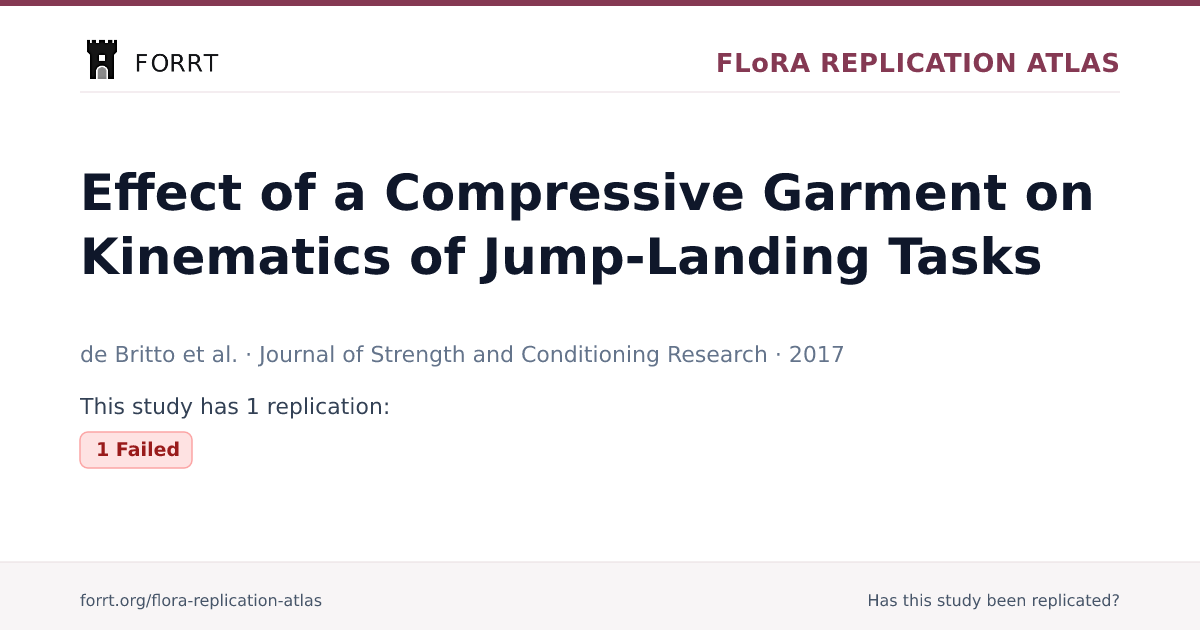 FORRT
FLoRA REPLICATION ATLAS
Effect of a Compressive Garment on
Kinematics of Jump-Landing Tasks
de Britto et al. · Journal of Strength and Conditioning Research · 2017
This study has 1 replication:
1 Failed
forrt.org/flora-replication-atlas
Has this study been replicated?